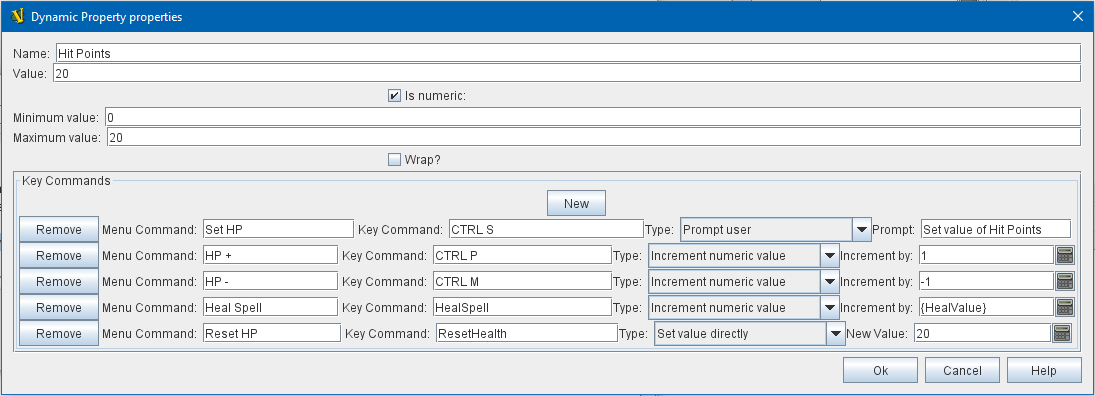 Dynamic Property properties
Name: Hit Points
Value: 20
Is numeric:
Minimum value: 0
Maximum value: 20
Wrap?
Key Commands
New
Remove Menu Command: Set HP Key Command: CTRL S Type: Prompt user Prompt: Set value of Hit Points
Remove Menu Command: HP + Key Command: CTRL P Type: Increment numeric value Increment by: 1
Remove Menu Command: HP - Key Command: CTRL M Type: Increment numeric value Increment by: -1
Remove Menu Command: Heal Spell Key Command: HealSpell Type: Increment numeric value Increment by: {HealValue}
Remove Menu Command: Reset HP Key Command: ResetHealth Type: Set value directly New Value: 20
Ok Cancel Help